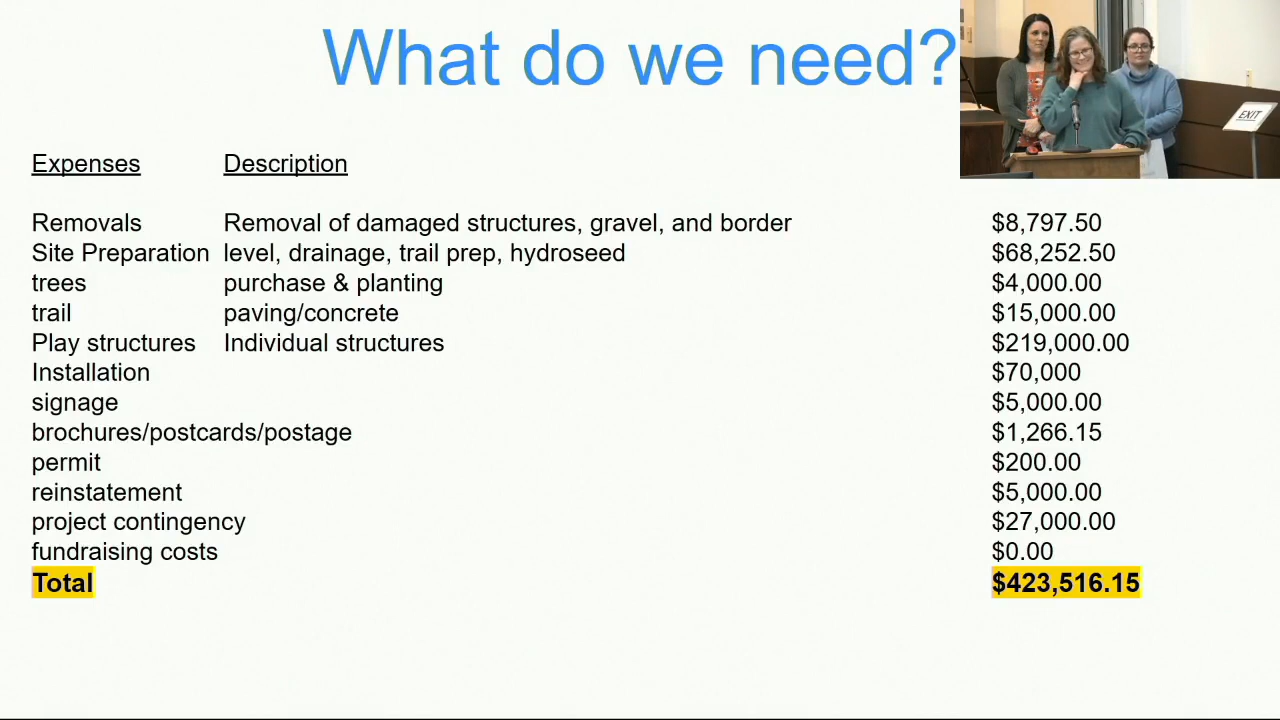 What do we need?
EXIT
Expenses Description
Removals Removal of damaged structures, gravel, and border $8,797.50
Site Preparation level, drainage, trail prep, hydroseed $68,252.50
trees purchase & planting $4,000.00
trail paving/concrete $15,000.00
Play structures Individual structures $219,000.00
Installation $70,000
signage $5,000.00
brochures/postcards/postage $1,266.15
permit $200.00
reinstatement $5,000.00
project contingency $27,000.00
fundraising costs $0.00
Total $423,516.15